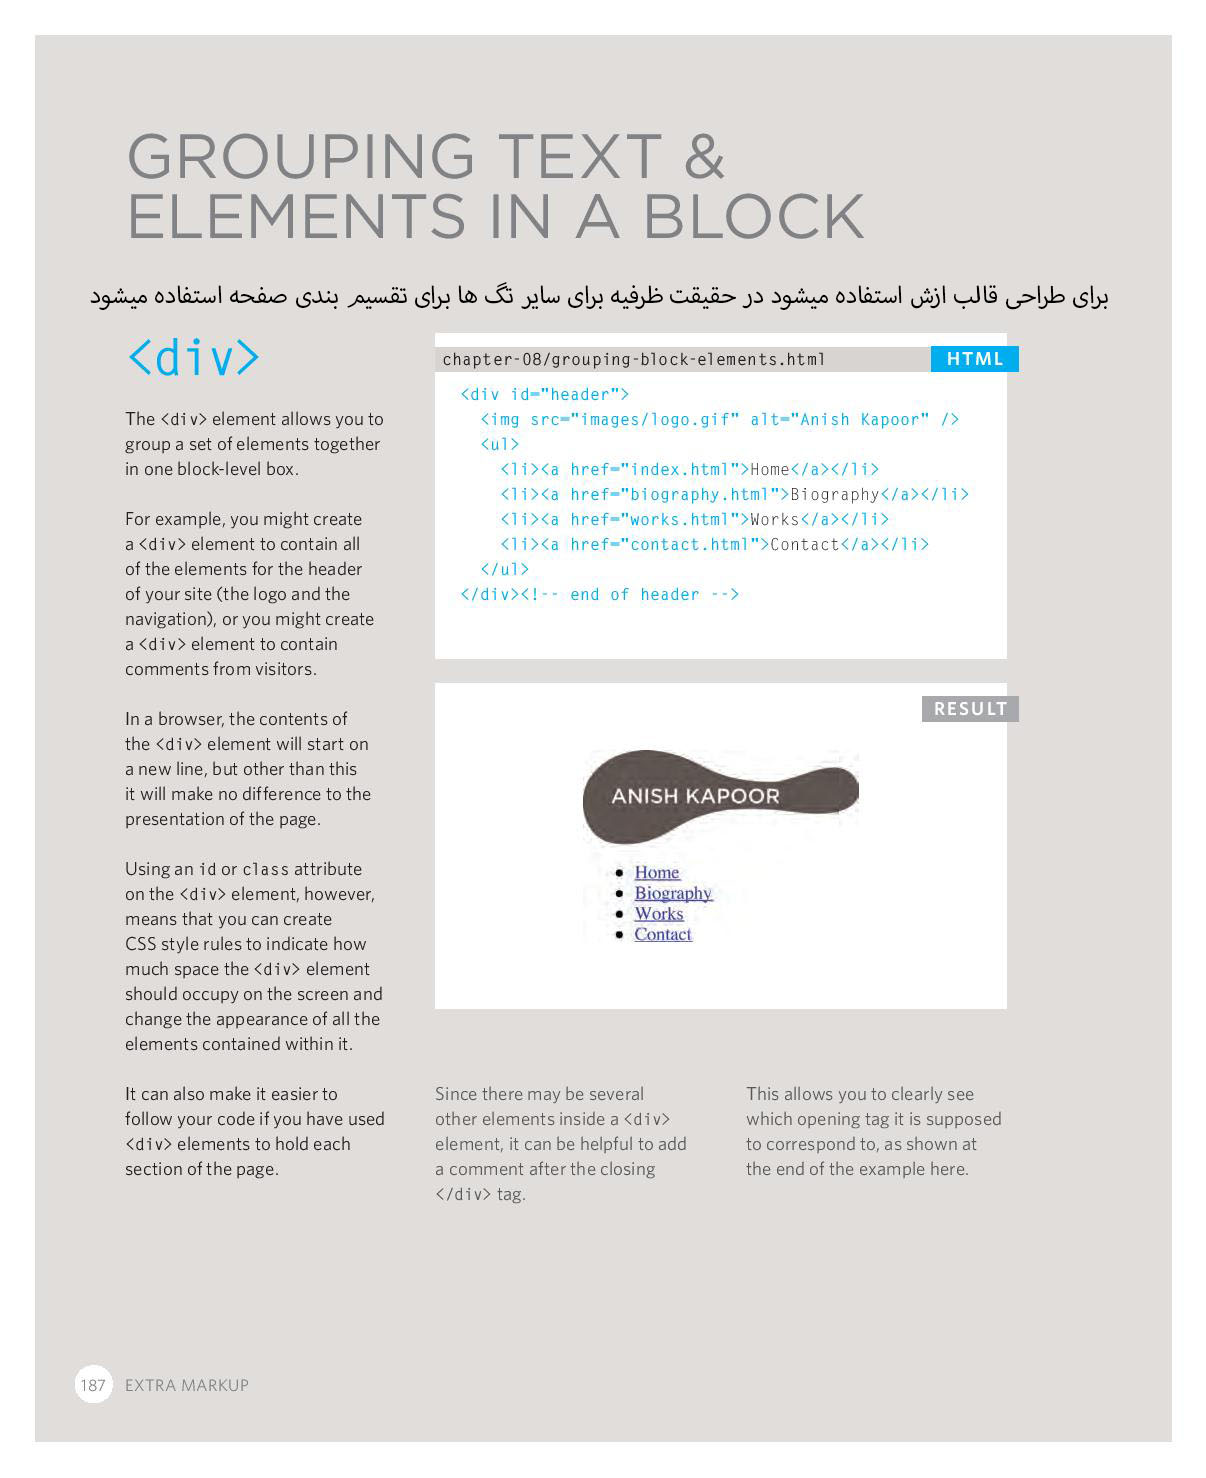 GROUPING TEXT &
ELEMENTS IN A BLOCK
برای طراحی قالب ازش استفاده میشود در حقیقت ظرفیه برای سایر تگ ها برای تقسیم بندی صفحه استفاده میشود
<div>
The <div> element allows you to
group a set of elements together
in one block-level box.
For example, you might create
a <div> element to contain all
of the elements for the header
of your site (the logo and the
navigation), or you might create
a <div> element to contain
comments from visitors.
In a browser, the contents of
the <div> element will start on
a new line, but other than this
it will make no difference to the
presentation of the page.
Using an id or class attribute
on the <div> element, however,
means that you can create
CSS style rules to indicate how
much space the <div> element
should occupy on the screen and
change the appearance of all the
elements contained within it.
It can also make it easier to
follow your code if you have used
<div> elements to hold each
section of the page.
chapter-08/grouping-block-elements.html
HTML
<div id="header">
<img src="images/logo.gif" alt="Anish Kapoor" />
<ul>
<li><a href="index.html">Home</a></li>
<li><a href="biography.html">Biography</a></li>
<li><a href="works.html">Works</a></li>
<li><a href="contact.html">Contact</a></li>
</ul>
</div><!-- end of header -->
RESULT
ANISH KAPOOR
• Home
• Biography
• Works
• Contact
Since there may be several
other elements inside a <div>
element, it can be helpful to add
a comment after the closing
</div> tag.
This allows you to clearly see
which opening tag it is supposed
to correspond to, as shown at
the end of the example here.
187 EXTRA MARKUP